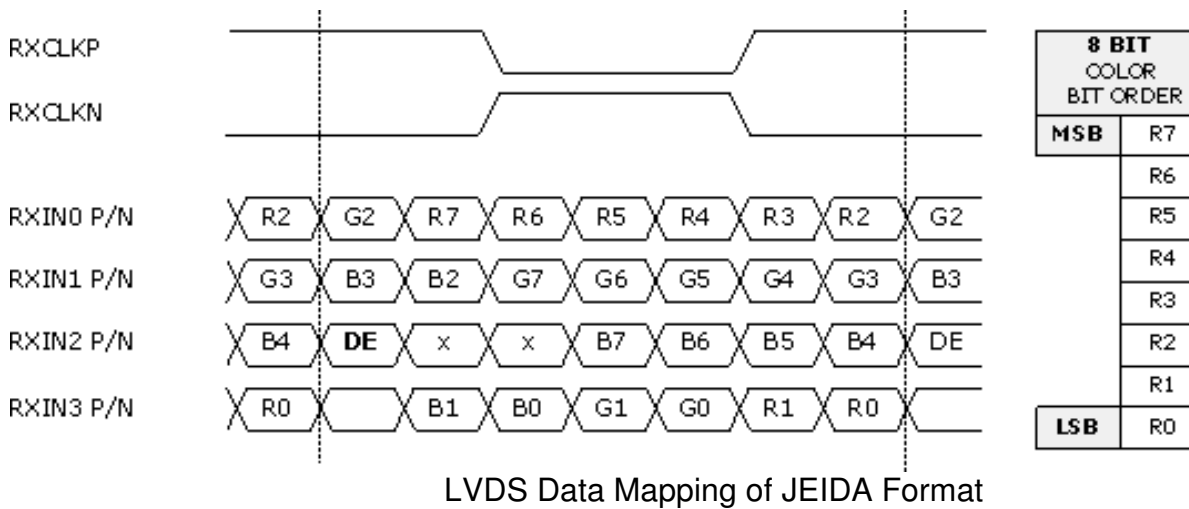 RXCLKP
RXCLKN
RXIN0 P/N R2 G2 R7 R6 R5 R4 R3 R2 G2
RXIN1 P/N G3 B3 B2 G7 G6 G5 G4 G3 B3
RXIN2 P/N B4 DE x x B7 B6 B5 B4 DE
RXIN3 P/N R0 B1 B0 G1 G0 R1 R0
8 BIT
COLOR
BIT ORDER
MSB R7
R6
R5
R4
R3
R2
R1
LSB R0
LVDS Data Mapping of JEIDA Format